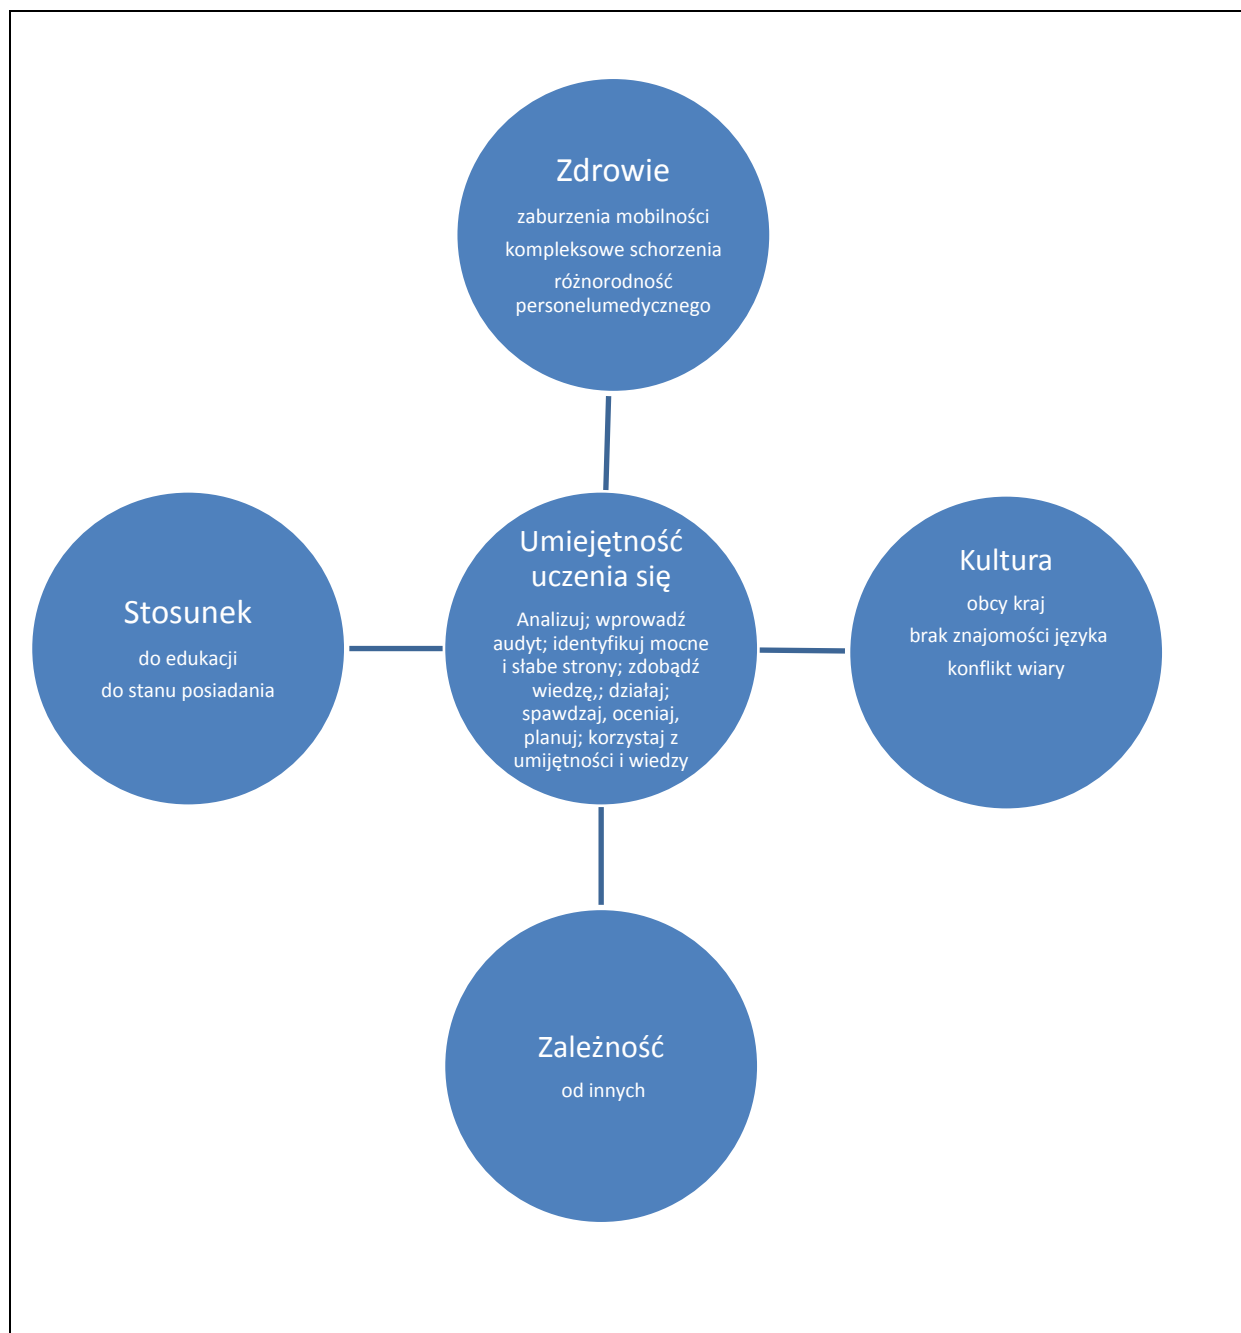 Zdrowie
zaburzenia mobilności
kompleksowe schorzenia
różnorodność
personelumedycznego
Stosunek
do edukacji
do stanu posiadania
Umiejętność
uczenia się
Analizuj; wprowadź
audyt; identyfikuj mocne
i słabe strony; zdobądź
wiedzę,; działaj;
spawdzaj, oceniaj,
planuj; korzystaj z
umijętności i wiedzy
Kultura
obcy kraj
brak znajomości języka
konflikt wiary
Zależność
od innych